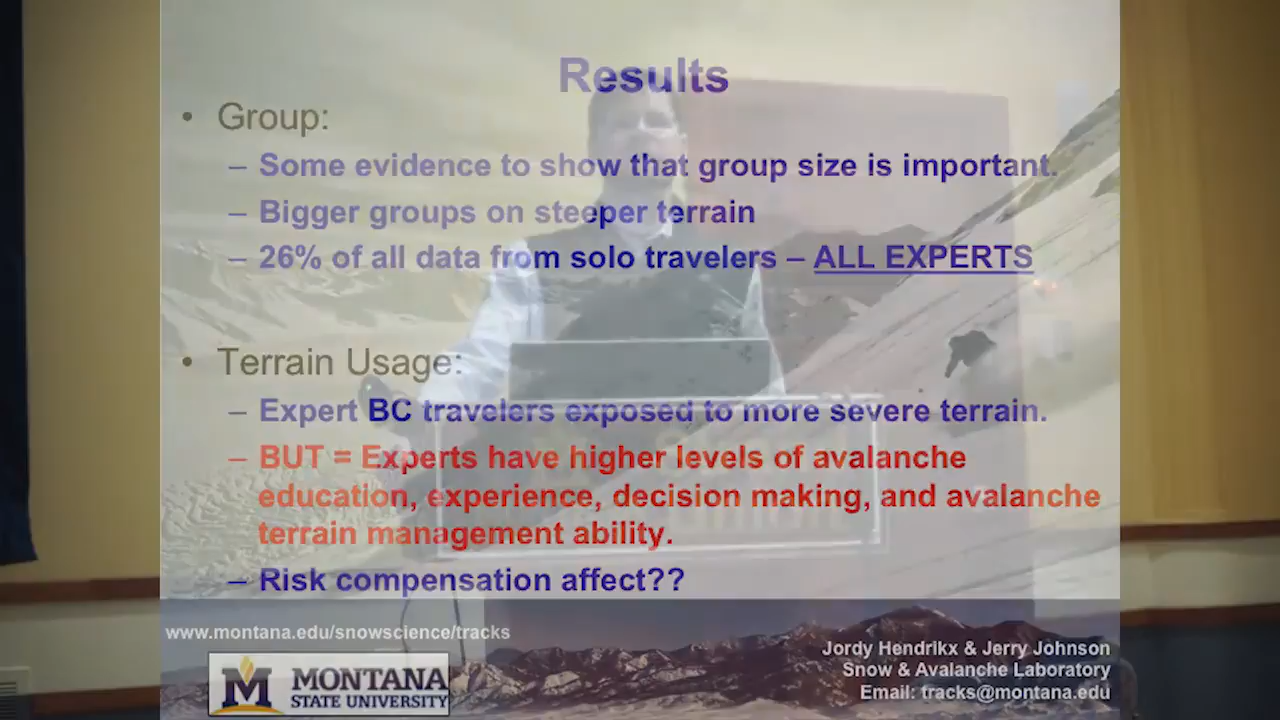 Results
• Group:
– Some evidence to show that group size is important.
– Bigger groups on steeper terrain
– 26% of all data from solo travelers – ALL EXPERTS
• Terrain Usage:
– Expert BC travelers exposed to more severe terrain.
– BUT = Experts have higher levels of avalanche
education, experience, decision making, and avalanche
terrain management ability.
– Risk compensation affect??
www.montana.edu/snowscience/tracks
M MONTANA
STATE UNIVERSITY
Jordy Hendrikx & Jerry Johnson
Snow & Avalanche Laboratory
Email: tracks@montana.edu